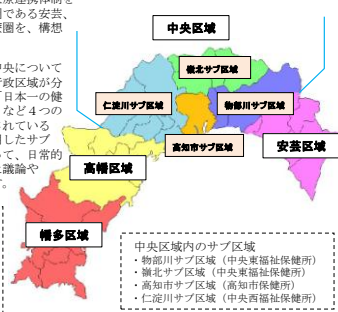 療連携体制を
圏である安芸、
療圏を、構想
中央について
行政区域が分
「日本一の健
」など４つの
されている
用したサブ
って、日常的
に議論や
す。
中央区域
嶺北サブ区域
仁淀川サブ区域
物部川サブ区域
高知市サブ区域
安芸区域
高幡区域
幡多区域
中央区域内のサブ区域
・物部川サブ区域（中央東福祉保健所）
・嶺北サブ区域（中央東福祉保健所）
・高知市サブ区域（高知市保健所）
・仁淀川サブ区域（中央西福祉保健所）